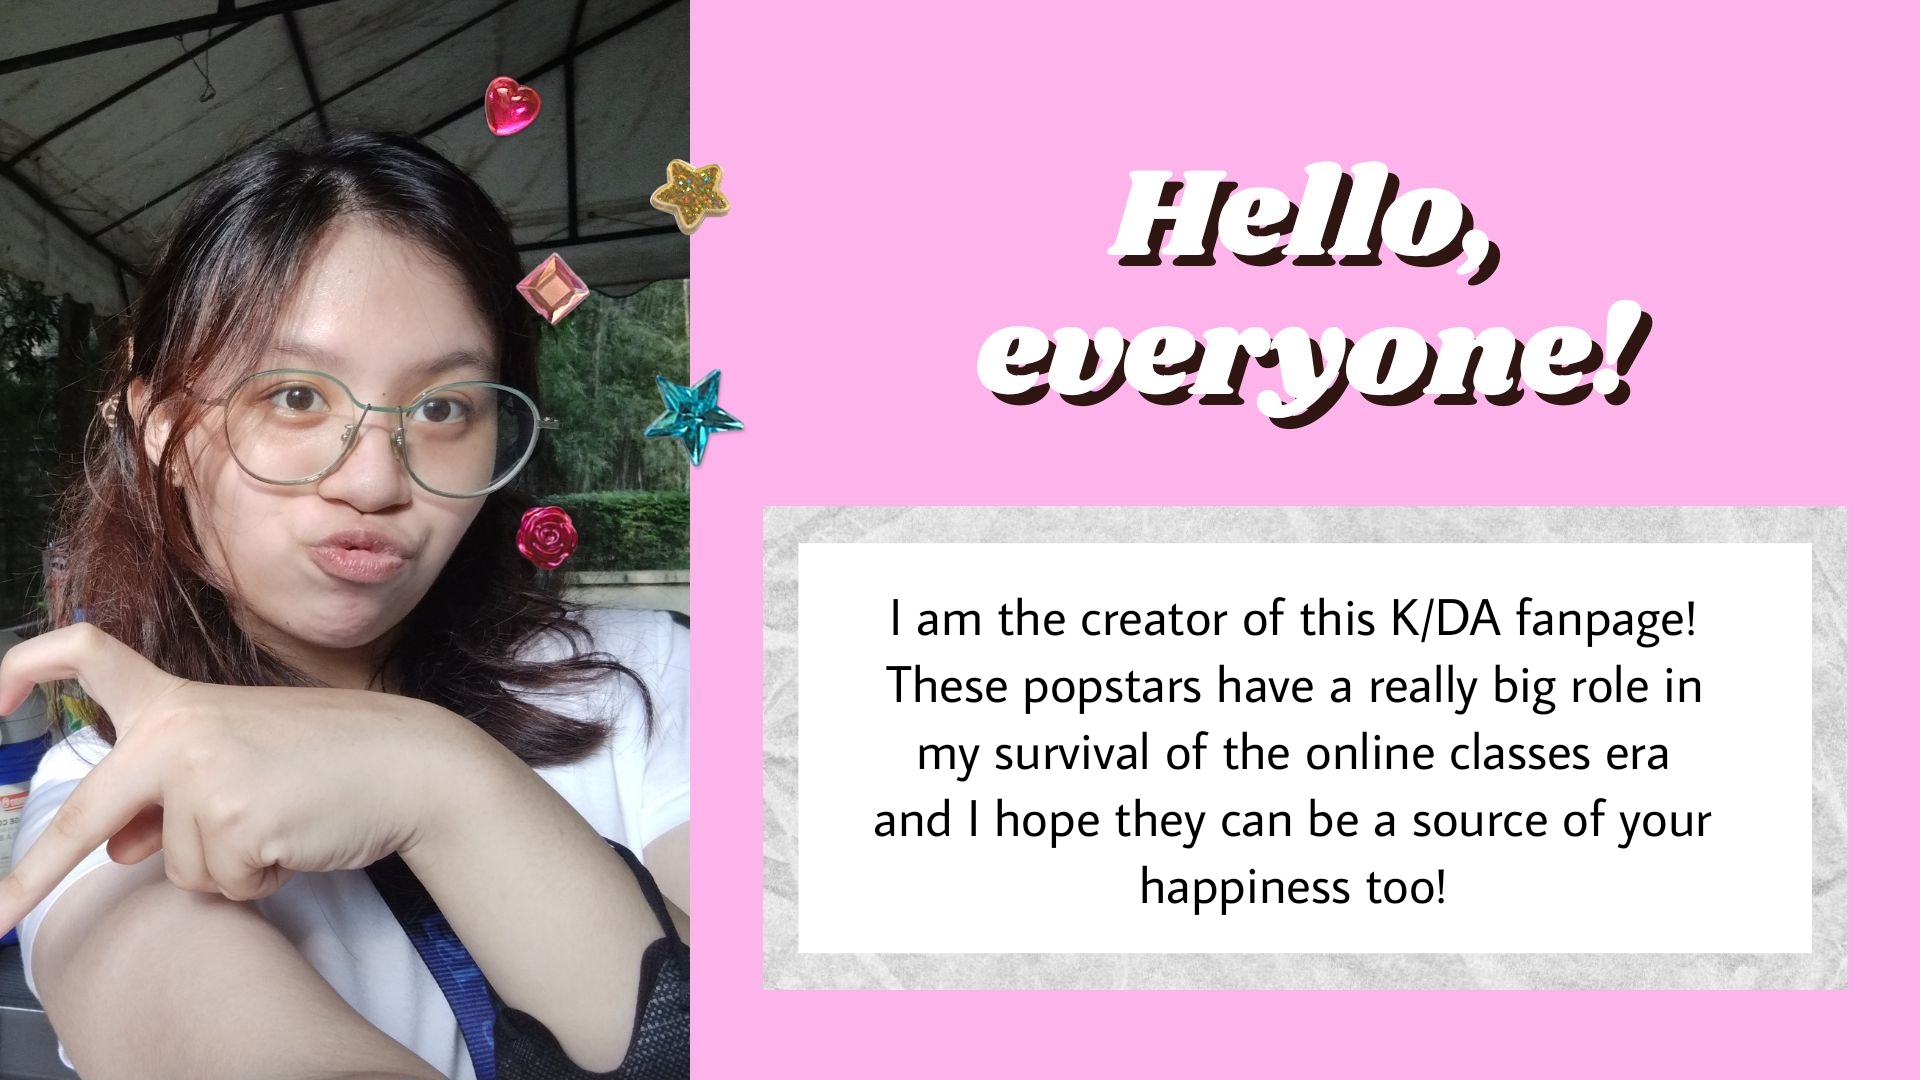 Hello,
everyone!
I am the creator of this K/DA fanpage!
These popstars have a really big role in
my survival of the online classes era
and I hope they can be a source of your
happiness too!